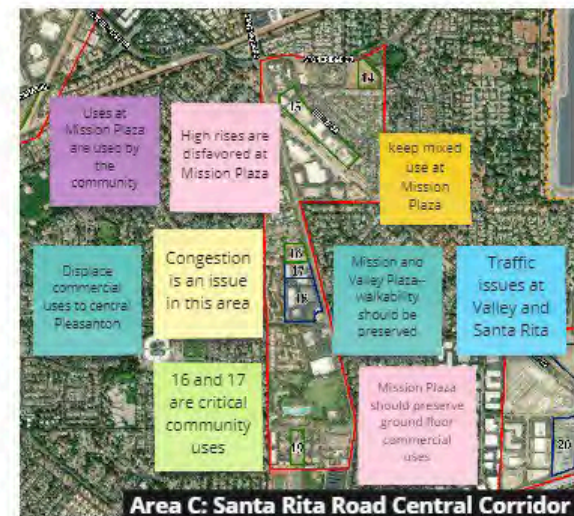 14
15
Uses at
Mission Plaza
are used by
the
community
High rises are
disfavored at
Mission Plaza
keep mixed
use at
Mission
Plaza
Displace
commercial
uses to central
Pleasanton
Congestion
is an issue
in this area
16
17
18
Mission and
Valley Plaza--
walkability
should be
preserved
Traffic
issues at
Valley and
Santa Rita
16 and 17
are critical
community
uses
Mission Plaza
should preserve
ground floor
commercial
uses
19
20
Area C: Santa Rita Road Central Corridor